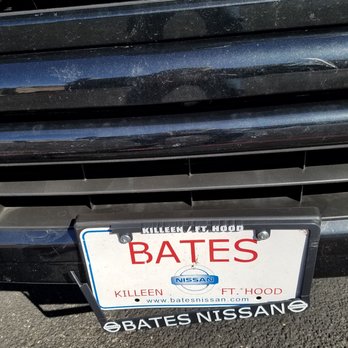 KILLEEN / FT. HOOD
BATES
NISSAN
KILLEEN FT. HOOD
www.batesnissan.com
BATES NISSAN